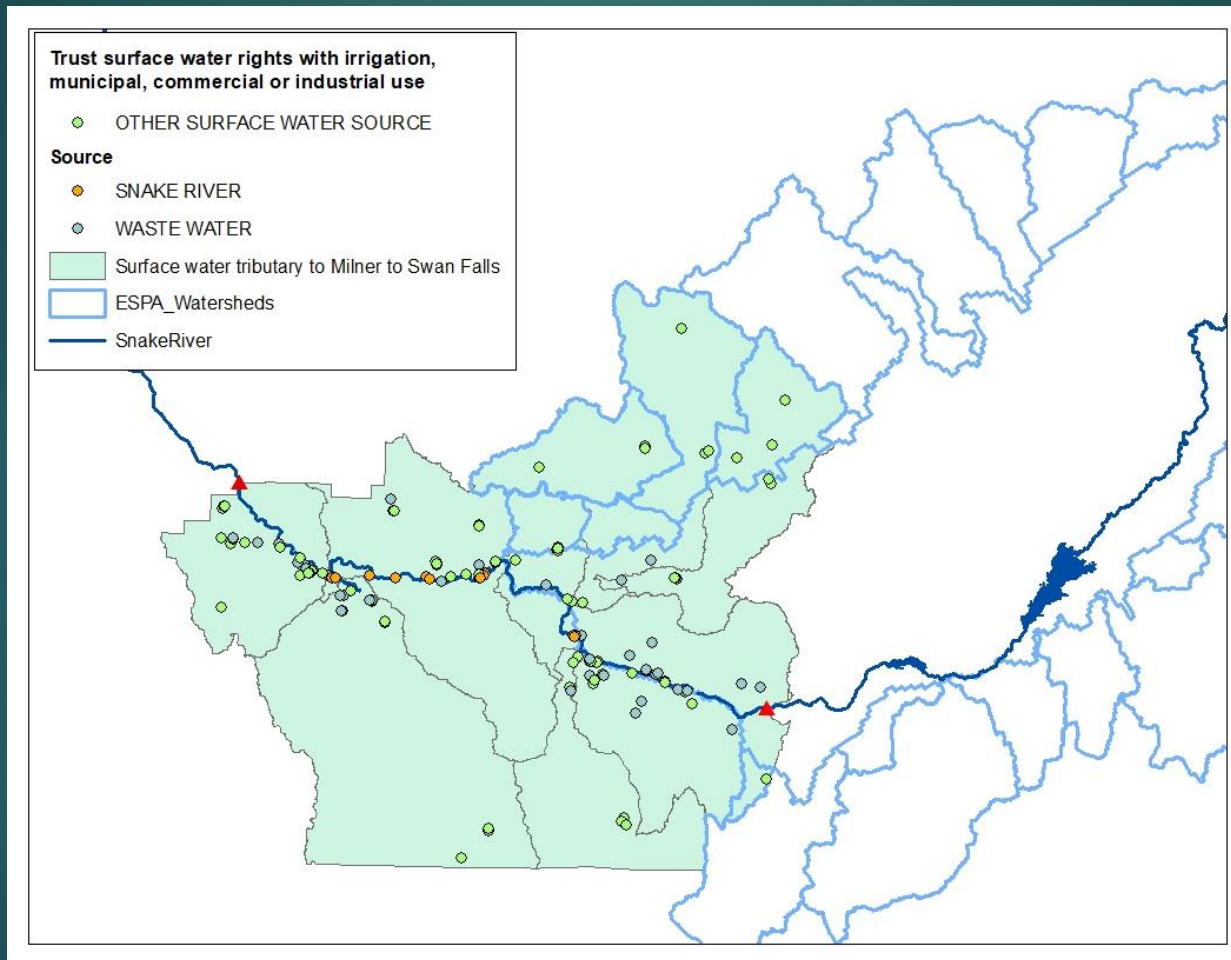 Trust surface water rights with irrigation,
municipal, commercial or industrial use
OTHER SURFACE WATER SOURCE
Source
SNAKE RIVER
WASTE WATER
Surface water tributary to Milner to Swan Falls
ESPA_Watersheds
SnakeRiver